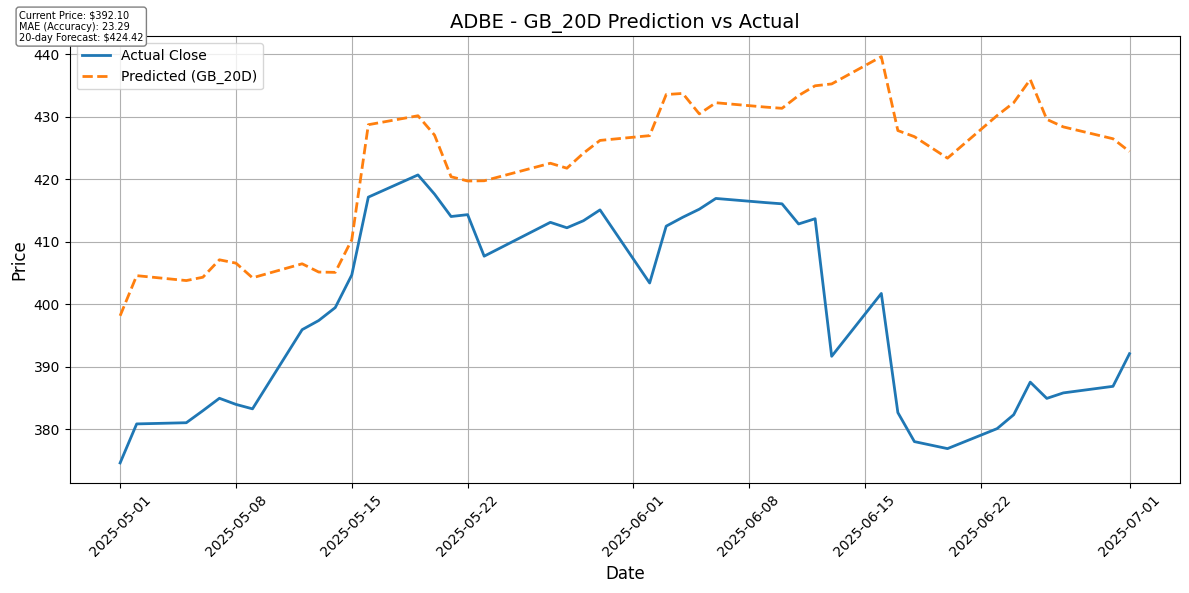 Current Price: $392.10
MAE (Accuracy): 23.29
20-day Forecast: $424.42
ADBE - GB_20D Prediction vs Actual
Actual Close
Predicted (GB_20D)
Price
440
430
420
410
400
390
380
2025-05-01
2025-05-08
2025-05-15
2025-05-22
2025-06-01
2025-06-08
2025-06-15
2025-06-22
2025-07-01
Date